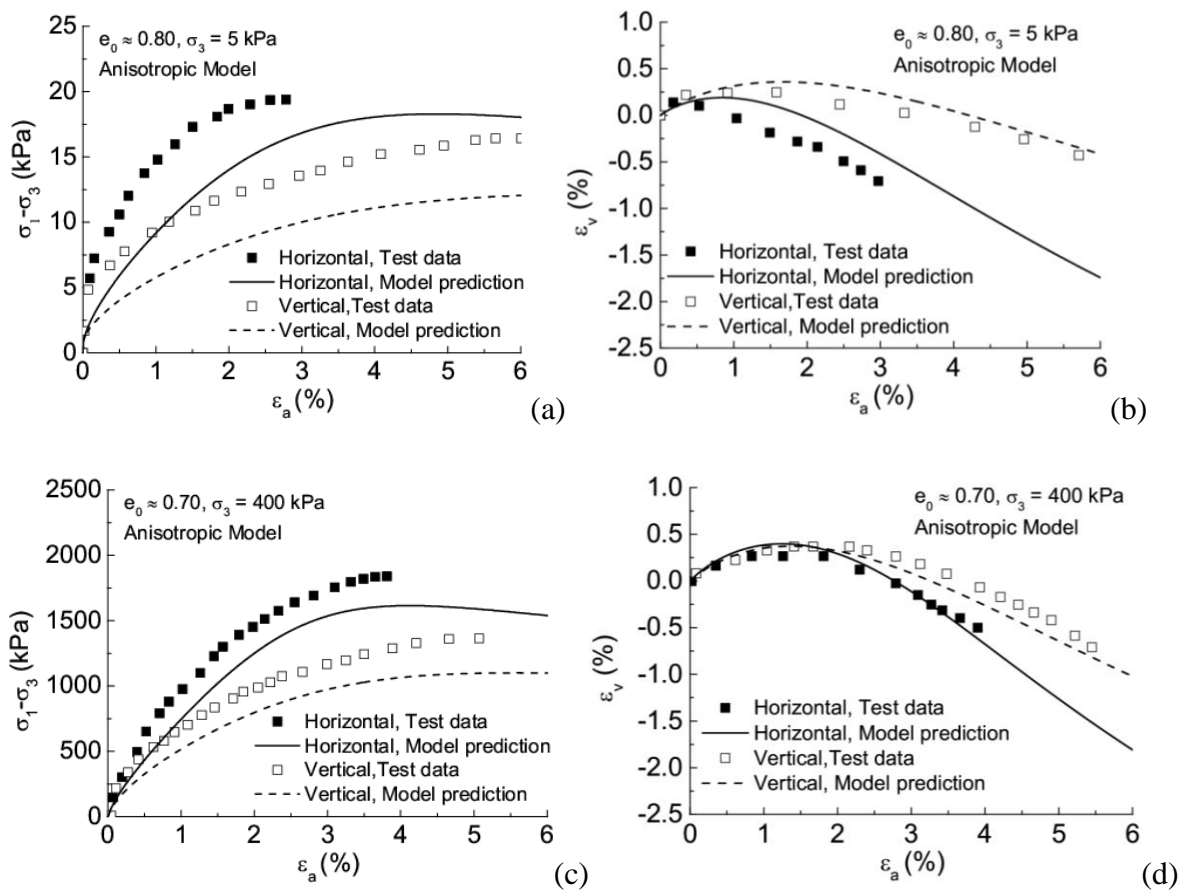 25
20
15
10
5
0
σ₁-σ₃ (kPa)
e₀ ≈ 0.80, σ₃ = 5 kPa
Anisotropic Model
Horizontal, Test data
Horizontal, Model prediction
Vertical,Test data
Vertical, Model prediction
0 1 2 3 4 5 6
εₐ (%)
(a)
1.0
0.5
0.0
-0.5
-1.0
-1.5
-2.0
-2.5
εᵥ (%)
e₀ ≈ 0.80, σ₃ = 5 kPa
Anisotropic Model
Horizontal, Test data
Horizontal, Model prediction
Vertical,Test data
Vertical, Model prediction
0 1 2 3 4 5 6
εₐ (%)
(b)
2500
2000
1500
1000
500
0
σ₁-σ₃ (kPa)
e₀ ≈ 0.70, σ₃ = 400 kPa
Anisotropic Model
Horizontal, Test data
Horizontal, Model prediction
Vertical,Test data
Vertical, Model prediction
0 1 2 3 4 5 6
εₐ (%)
(c)
1.0
0.5
0.0
-0.5
-1.0
-1.5
-2.0
-2.5
εᵥ (%)
e₀ ≈ 0.70, σ₃ = 400 kPa
Anisotropic Model
Horizontal, Test data
Horizontal, Model prediction
Vertical,Test data
Vertical, Model prediction
0 1 2 3 4 5 6
εₐ (%)
(d)